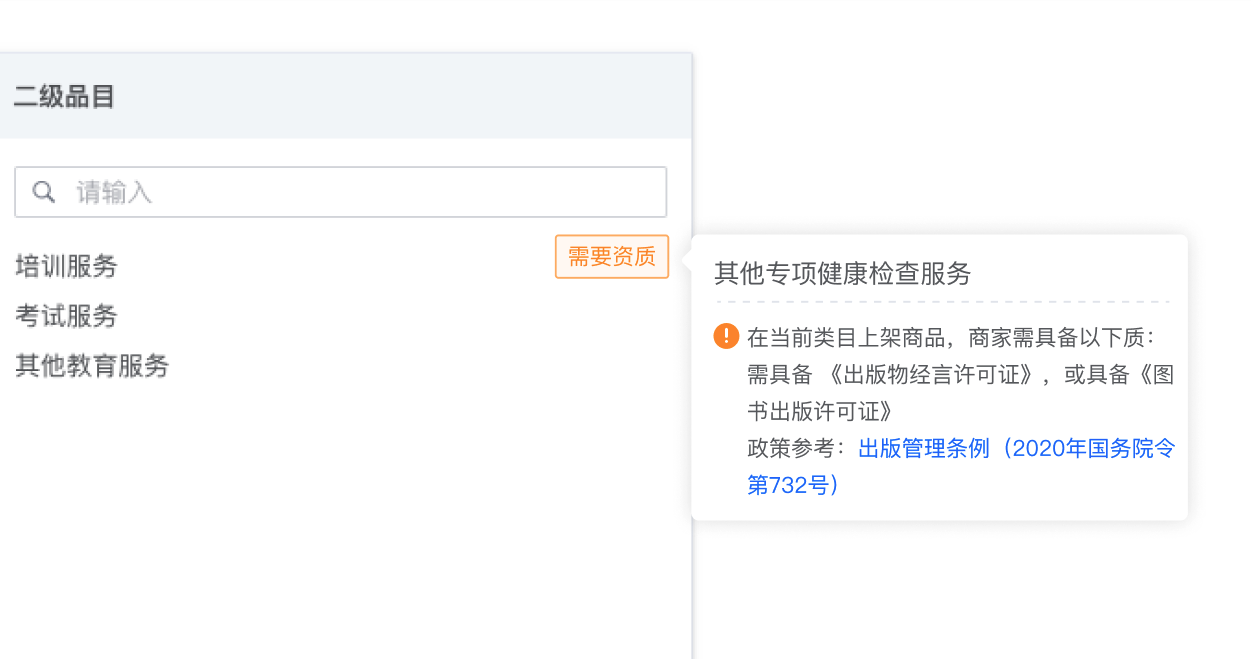 二级品目
请输入
培训服务
需要资质
考试服务
其他教育服务
其他专项健康检查服务
在当前类目上架商品，商家需具备以下质：
需具备 《出版物经言许可证》，或具备《图
书出版许可证》
政策参考：出版管理条例（2020年国务院令
第732号）